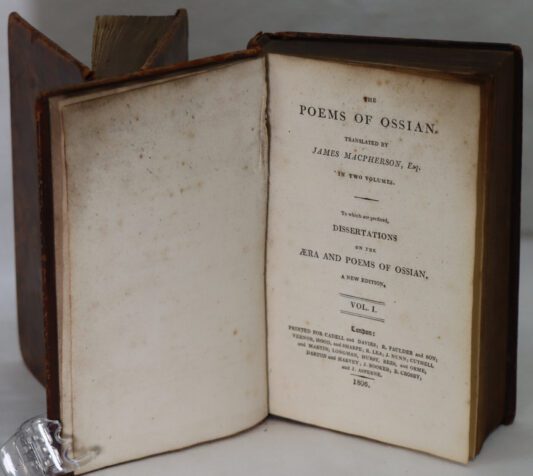 THE
POEMS OF OSSIAN.
TRANSLATED BY
JAMES MACPHERSON, Esq.
IN TWO VOLUMES.
To which are prefixed,
DISSERTATIONS
ON THE
ÆRA AND POEMS OF OSSIAN.
A NEW EDITION.
VOL. I.
London:
PRINTED FOR CADELL AND DAVIES; R. FAULDER AND SON;
VERNOR, HOOD, AND SHARPE; R. LEA; J. NUNN; CUTHELL
AND MARTIN; LONGMAN, HURST, REES, AND ORME;
DARTON AND HARVEY; J. BOOKER; B. CROSBY,
and J. ASPERNE.
1806.